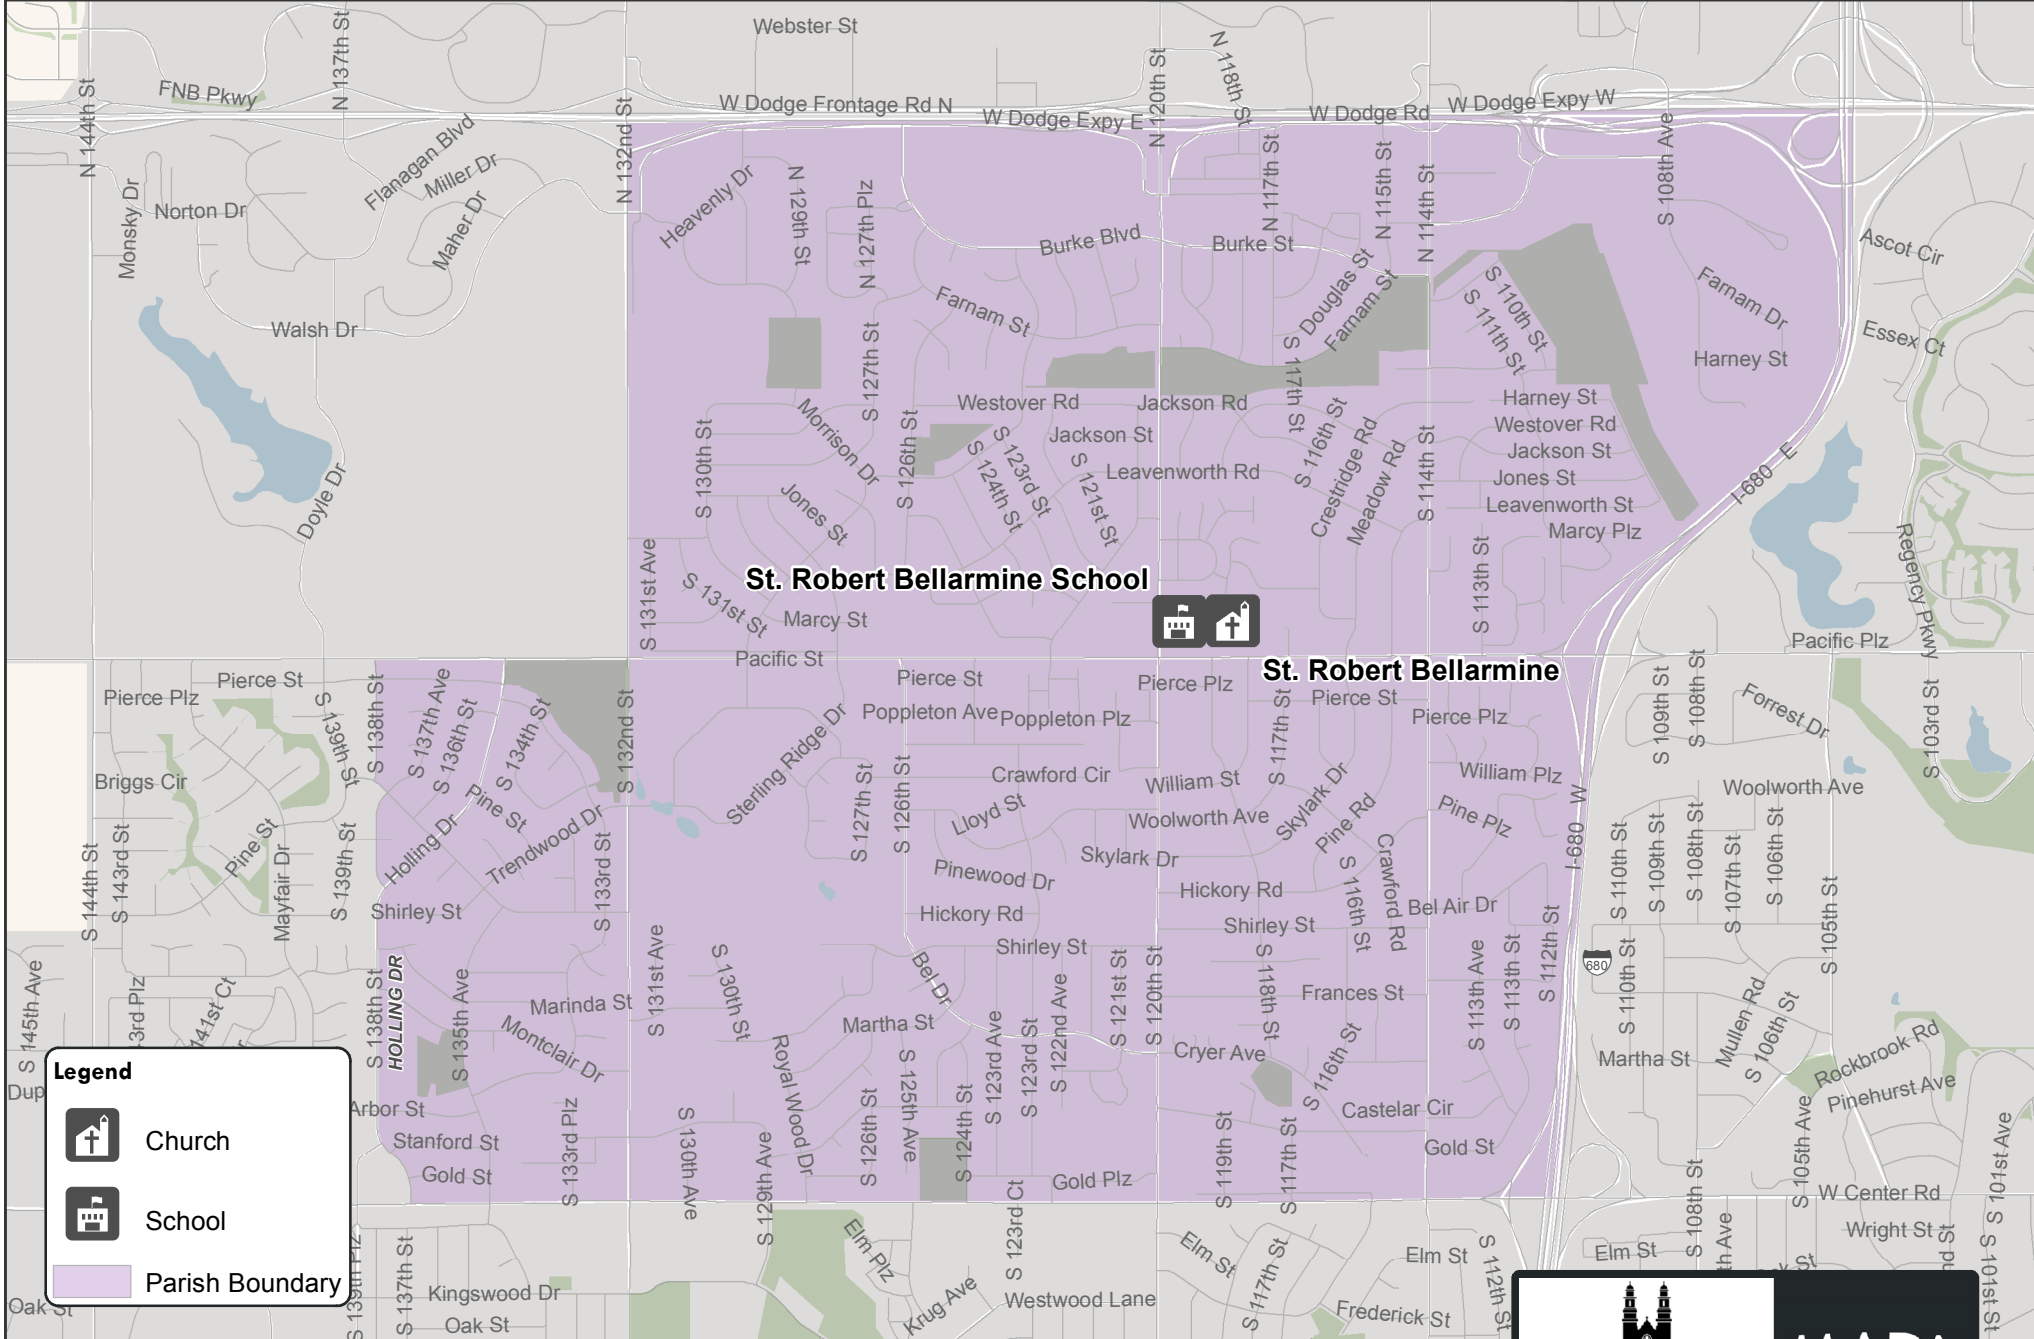 Webster St
N 137th St
N 118th St
N 120th St
N 144th St
FNB Pkwy
N 132nd St
W Dodge Frontage Rd N
W Dodge Expy E
W Dodge Rd
W Dodge Expy W
Flanagan Blvd
Miller Dr
Maher Dr
Norton Dr
Monsky Dr
Walsh Dr
Doyle Dr
Heavenly Dr
N 129th St
N 127th Plz
N 117th St
N 115th St
N 114th St
S 108th Ave
Burke Blvd
Burke St
Ascot Cir
Farnam St
Douglas St
Farnam St
S 110th St
S 111th St
Farnam Dr
Essex Ct
Harney St
S 127th St
S 117th St
Westover Rd
Jackson Rd
Harney St
Westover Rd
Morrison Dr
S 130th St
S 126th St
S 123rd St
S 124th St
Jackson St
S 121st St
Leavenworth Rd
S 116th St
Crestridge Rd
Meadow Rd
S 114th St
Jackson St
Jones St
Leavenworth St
Marcy Plz
I-680 E
Jones St
Regency Pkwy
S 131st Ave
S 131st St
St. Robert Bellarmine School
S 113th St
Marcy St
Pacific St
Pacific Plz
St. Robert Bellarmine
Pierce St
Pierce Plz
S 139th St
S 138th St
S 137th Ave
S 136th St
S 134th St
S 132nd St
Pierce St
Pierce Plz
Pierce St
Pierce Plz
Poppleton Ave
Poppleton Plz
S 117th St
S 109th St
S 108th St
Forrest Dr
S 103rd St
Briggs Cir
Sterling Ridge Dr
S 127th St
S 126th St
Crawford Cir
William St
William Plz
Woolworth Ave
Pine St
Lloyd St
Woolworth Ave
Skylark Dr
Pine Rd
Pine Plz
I-680 W
Holling Dr
Trendwood Dr
S 133rd St
Pine St
Mayfair Dr
S 139th St
S 144th St
S 143rd St
Skylark Dr
Pinewood Dr
Hickory Rd
S 116th St
Crawford Rd
Bel Air Dr
S 110th St
S 109th St
S 108th St
S 107th St
S 106th St
S 105th St
Shirley St
Hickory Rd
Shirley St
Shirley St
S 112th St
680
S 145th Ave
3rd Plz
141st Ct
S 138th St
HOLLING DR
S 135th Ave
Marinda St
S 131st Ave
S 130th St
Bel Dr
S 121st St
S 120th St
S 118th St
Frances St
S 113th Ave
S 113th St
S 110th St
Montclair Dr
Martha St
S 123rd Ave
S 123rd St
S 122nd Ave
Cryer Ave
S 116th St
Martha St
Mullen Rd
S 106th St
Rockbrook Rd
Pinehurst Ave
Legend
Church
School
Parish Boundary
Dup
Arbor St
Stanford St
Gold St
S 133rd Plz
S 130th Ave
S 129th Ave
Royal Wood Dr
S 126th St
S 125th Ave
S 124th St
Gold Plz
S 123rd Ct
S 119th St
S 117th St
Castelar Cir
Gold St
S 105th Ave
S 108th St
W Center Rd
S 101st Ave
Wright St
Oak St
S 139th Plz
S 137th St
Kingswood Dr
Oak St
Elm Plz
Krug Ave
Westwood Lane
Elm St
S 117th St
Elm St
S 112th St
Frederick St
Elm St
S 101st St